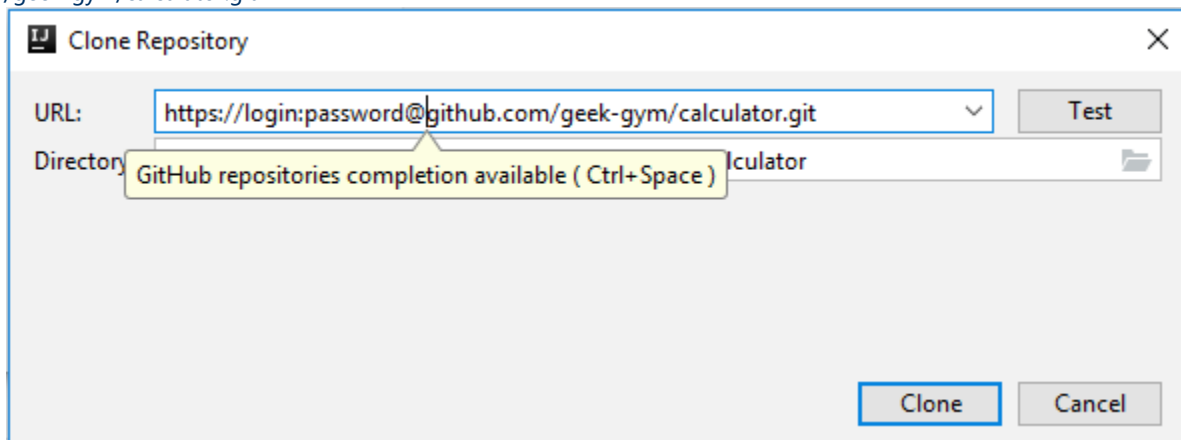 Clone Repository
URL: https://login:password@github.com/geek-gym/calculator.git Test
Directory lculator
GitHub repositories completion available ( Ctrl+Space )
Clone Cancel